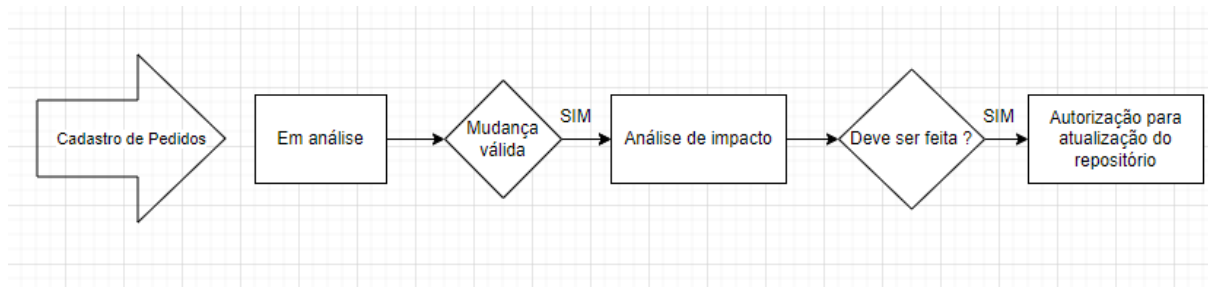 Cadastro de Pedidos
Em análise
Mudança
válida
SIM
Análise de impacto
Deve ser feita ?
SIM
Autorização para
atualização do
repositório